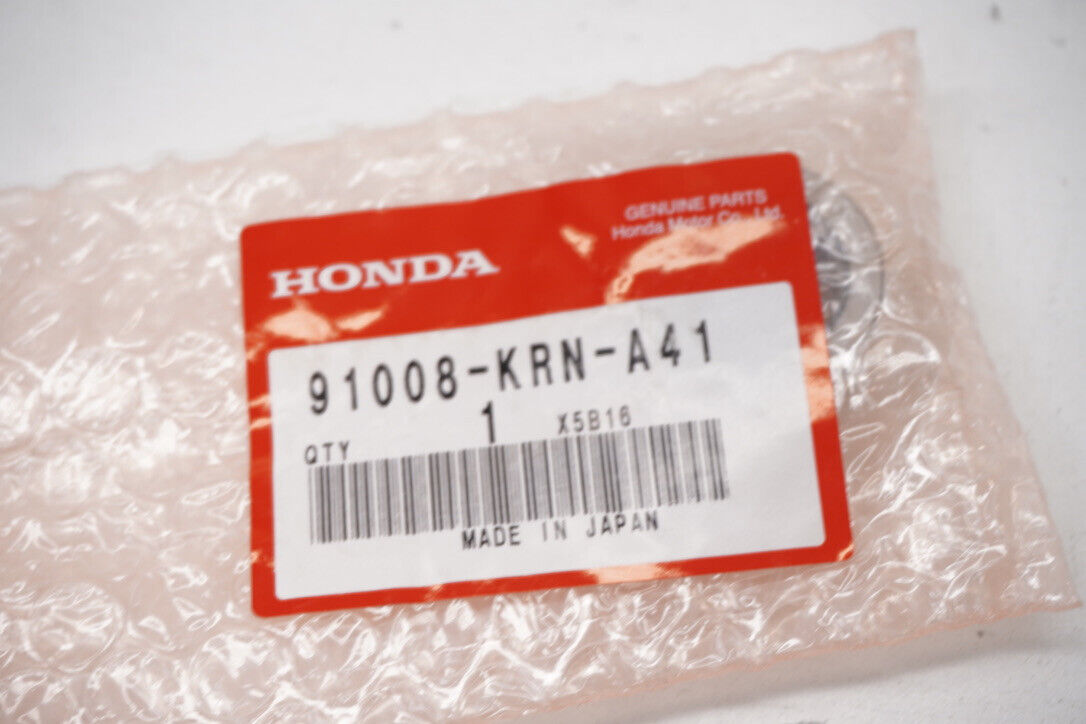 GENUINE PARTS
Honda Motor Co., Ltd.
HONDA
91008-KRN-A41
QTY 1 X5B16
MADE IN JAPAN